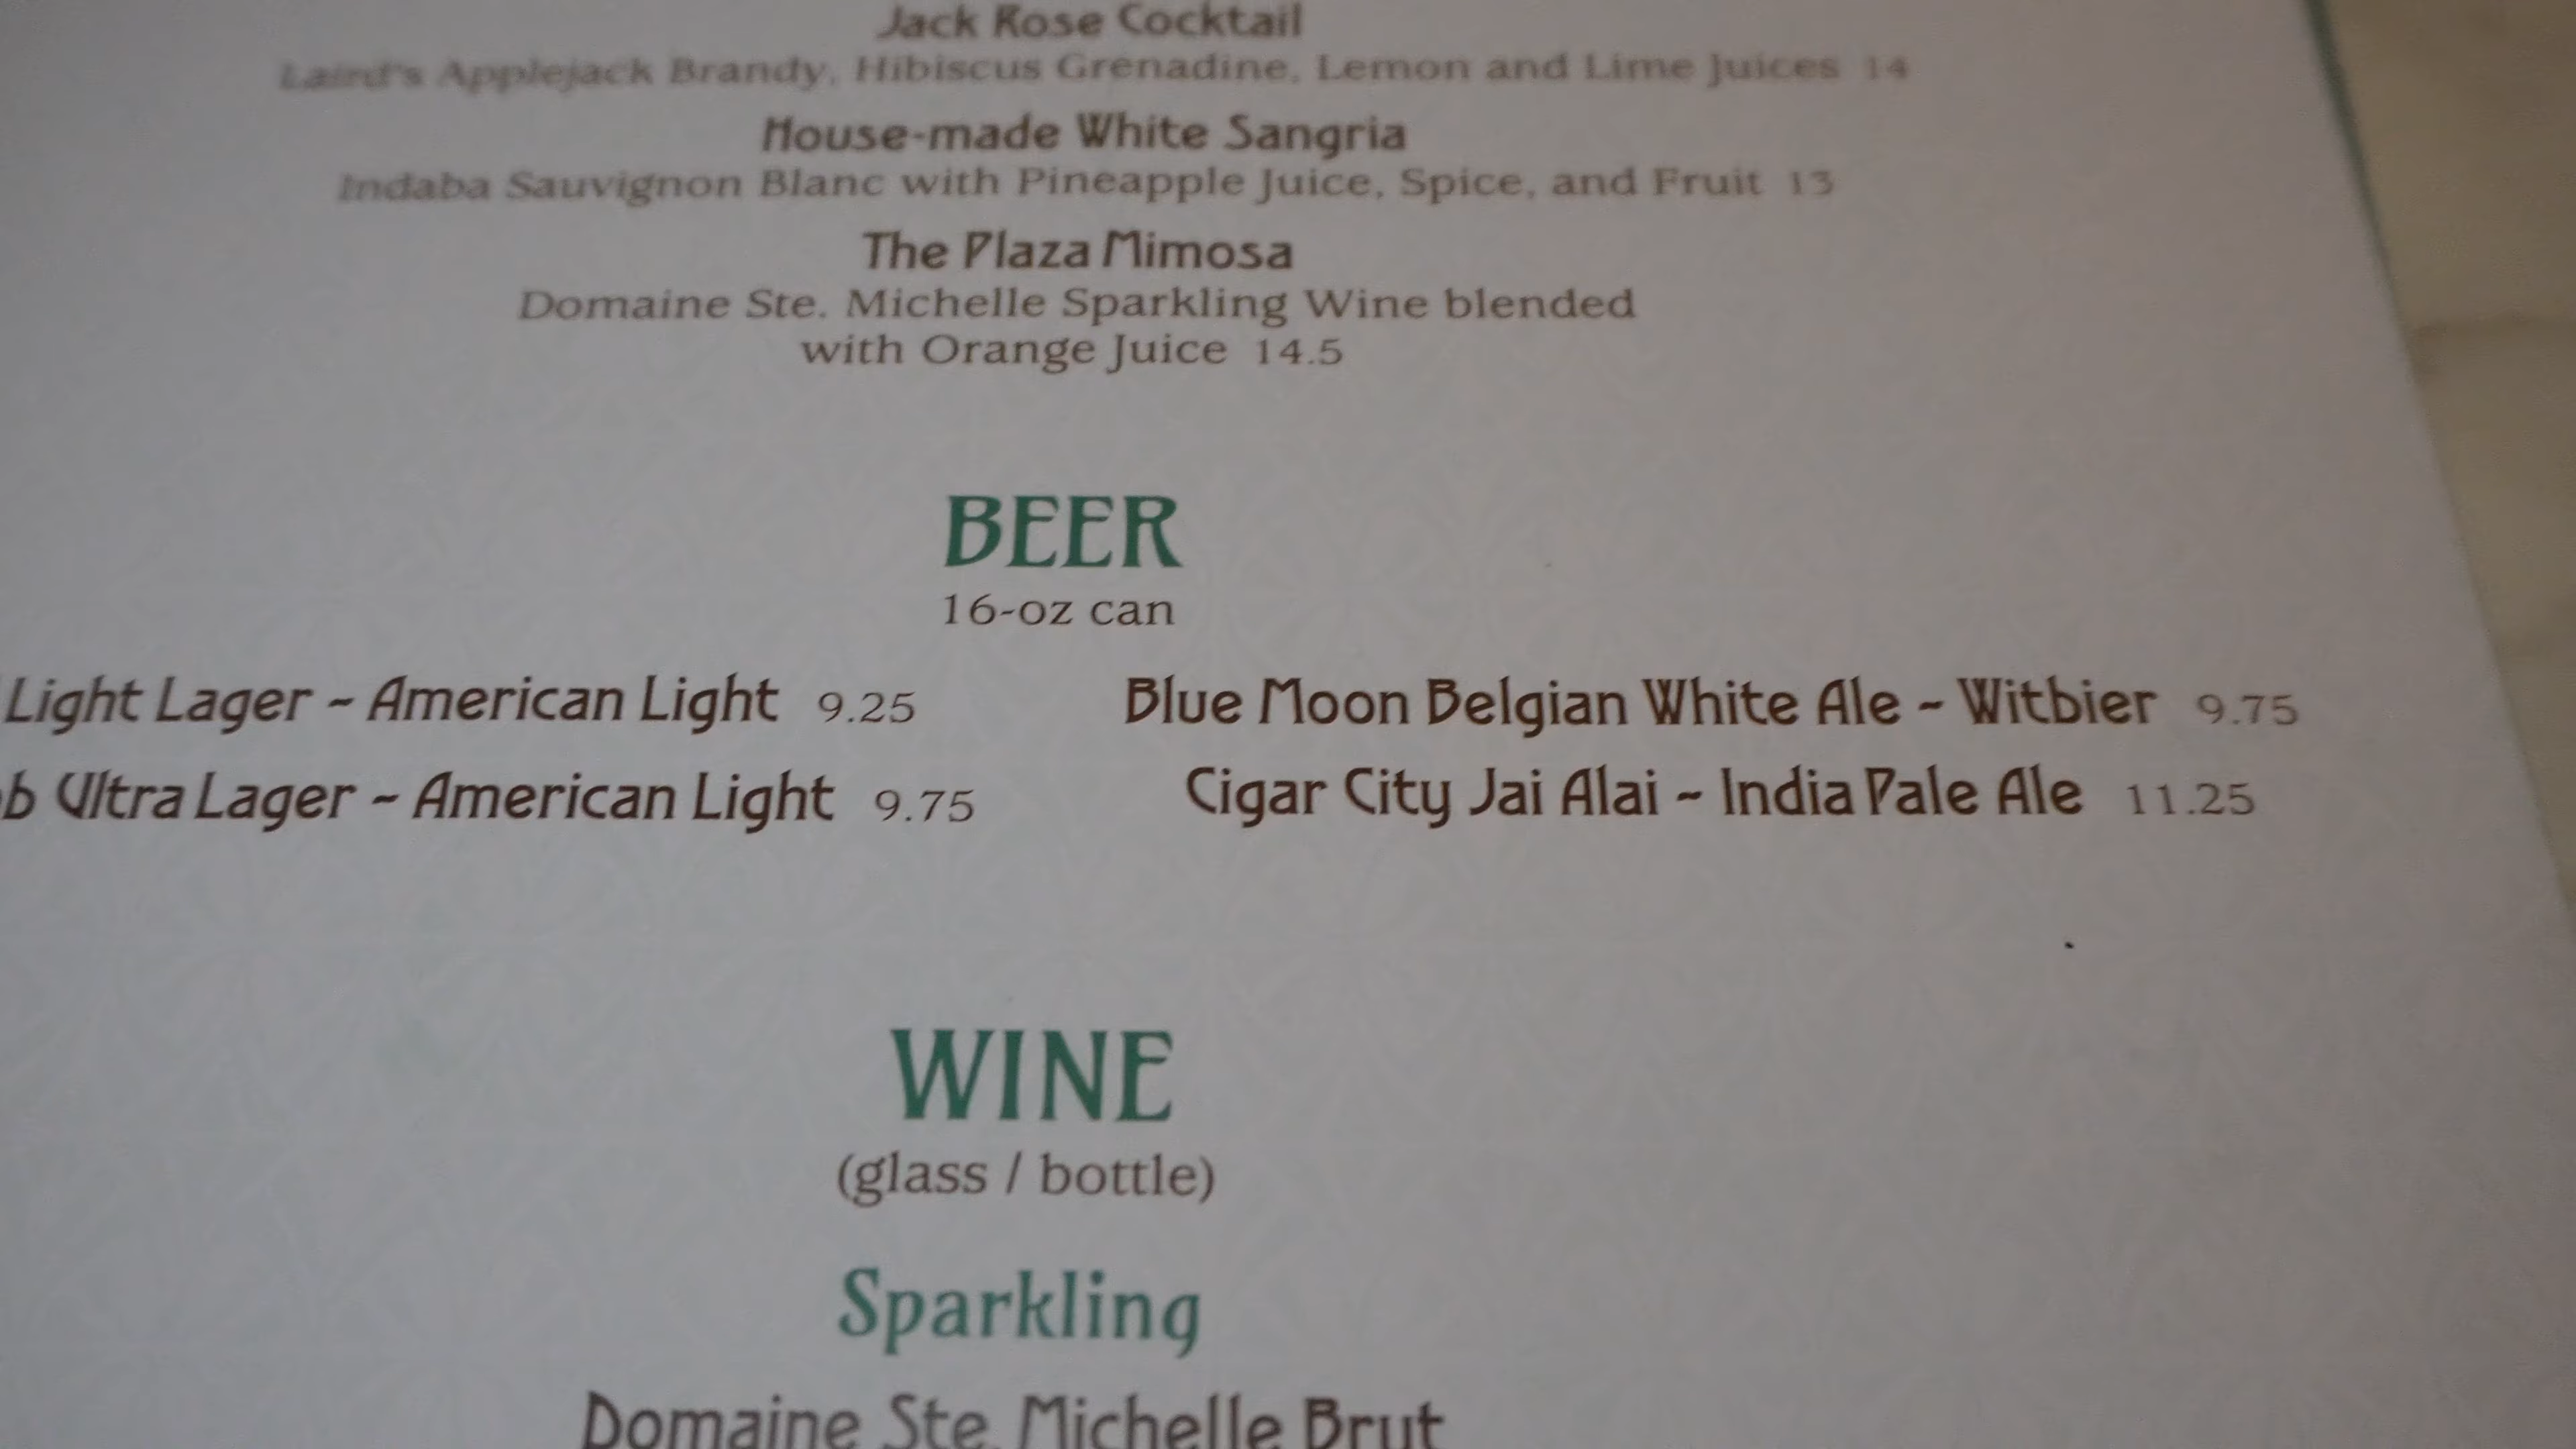 Jack Rose Cocktail
Laird's Applejack Brandy, Hibiscus Grenadine, Lemon and Lime Juices 14
House-made White Sangria
Indaba Sauvignon Blanc with Pineapple Juice, Spice, and Fruit 13
The Plaza Mimosa
Domaine Ste. Michelle Sparkling Wine blended
with Orange Juice 14.5
BEER
16-oz can
Light Lager ~ American Light 9.25
Blue Moon Belgian White Ale ~ Witbier 9.75
b Ultra Lager ~ American Light 9.75
Cigar City Jai Alai ~ India Pale Ale 11.25
WINE
(glass / bottle)
Sparkling
Domaine Ste. Michelle Brut